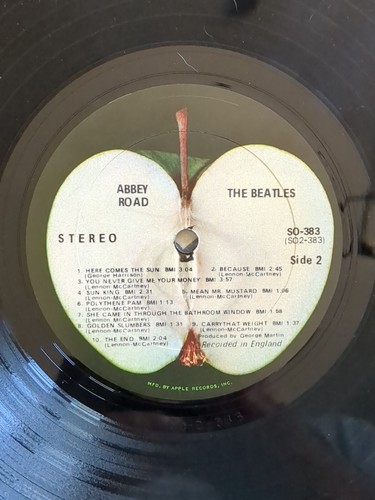 ABBEY ROAD
THE BEATLES
STEREO
SO-383
(SO2-383)
Side 2
1. HERE COMES THE SUN BMI 3:04
(George Harrison)
2. BECAUSE BMI 2:45
(Lennon-McCartney)
3. YOU NEVER GIVE ME YOUR MONEY BMI 3:57
(Lennon-McCartney)
4. SUN KING BMI 2:31
(Lennon-McCartney)
5. MEAN MR. MUSTARD BMI 1:06
(Lennon-McCartney)
6. POLYTHENE PAM BMI 1:13
(Lennon-McCartney)
7. SHE CAME IN THROUGH THE BATHROOM WINDOW BMI 1:58
(Lennon-McCartney)
8. GOLDEN SLUMBERS BMI 1:31
(Lennon-McCartney)
9. CARRY THAT WEIGHT BMI 1:37
(Lennon-McCartney)
10. THE END BMI 2:04
(Lennon-McCartney)
Produced by George Martin
Recorded in England
MFD. BY APPLE RECORDS, INC.